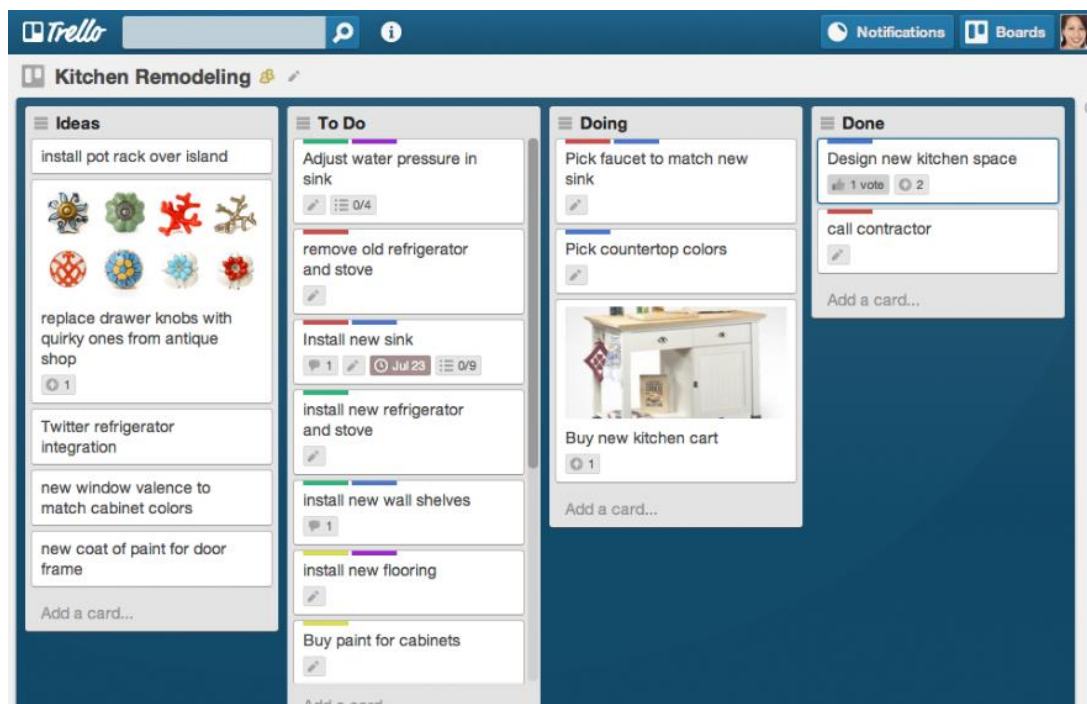 Trello
Notifications
Boards
Kitchen Remodeling
Ideas
install pot rack over island
replace drawer knobs with
quirky ones from antique
shop
1
Twitter refrigerator
integration
new window valence to
match cabinet colors
new coat of paint for door
frame
Add a card...
To Do
Adjust water pressure in
sink
0/4
remove old refrigerator
and stove
Install new sink
1 Jul 23 0/9
install new refrigerator
and stove
install new wall shelves
1
install new flooring
Buy paint for cabinets
Add a card...
Doing
Pick faucet to match new
sink
Pick countertop colors
Buy new kitchen cart
1
Add a card...
Done
Design new kitchen space
1 vote 2
call contractor
Add a card...